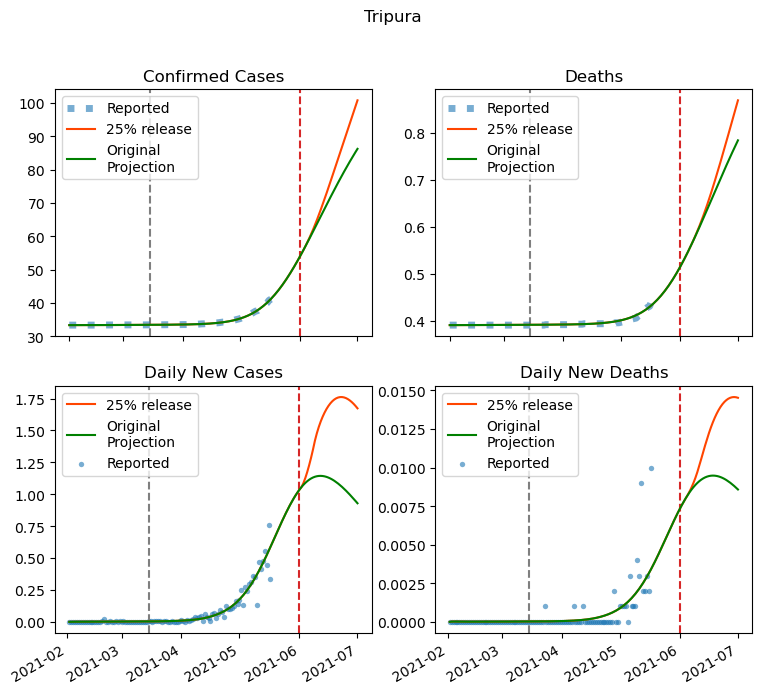 Tripura
Confirmed Cases
Reported
25% release
Original
Projection
100
90
80
70
60
50
40
30
Deaths
Reported
25% release
Original
Projection
0.8
0.7
0.6
0.5
0.4
Daily New Cases
25% release
Original
Projection
Reported
1.75
1.50
1.25
1.00
0.75
0.50
0.25
0.00
2021-02
2021-03
2021-04
2021-05
2021-06
2021-07
Daily New Deaths
25% release
Original
Projection
Reported
0.0150
0.0125
0.0100
0.0075
0.0050
0.0025
0.0000
2021-02
2021-03
2021-04
2021-05
2021-06
2021-07